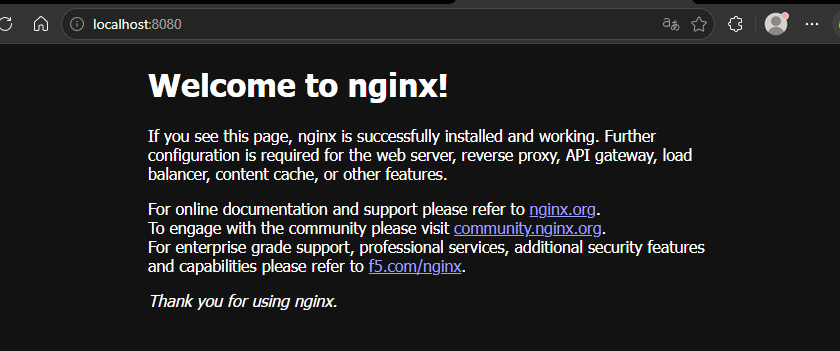 localhost:8080
Welcome to nginx!
If you see this page, nginx is successfully installed and working. Further
configuration is required for the web server, reverse proxy, API gateway, load
balancer, content cache, or other features.
For online documentation and support please refer to nginx.org.
To engage with the community please visit community.nginx.org.
For enterprise grade support, professional services, additional security features
and capabilities please refer to f5.com/nginx.
Thank you for using nginx.